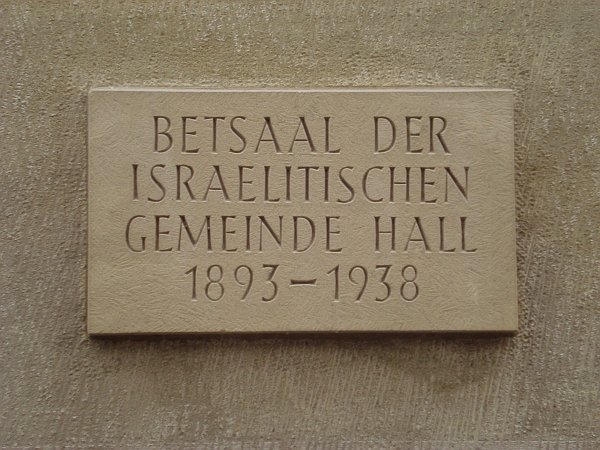 BETSAAL DER
ISRAELITISCHEN
GEMEINDE HALL
1893–1938